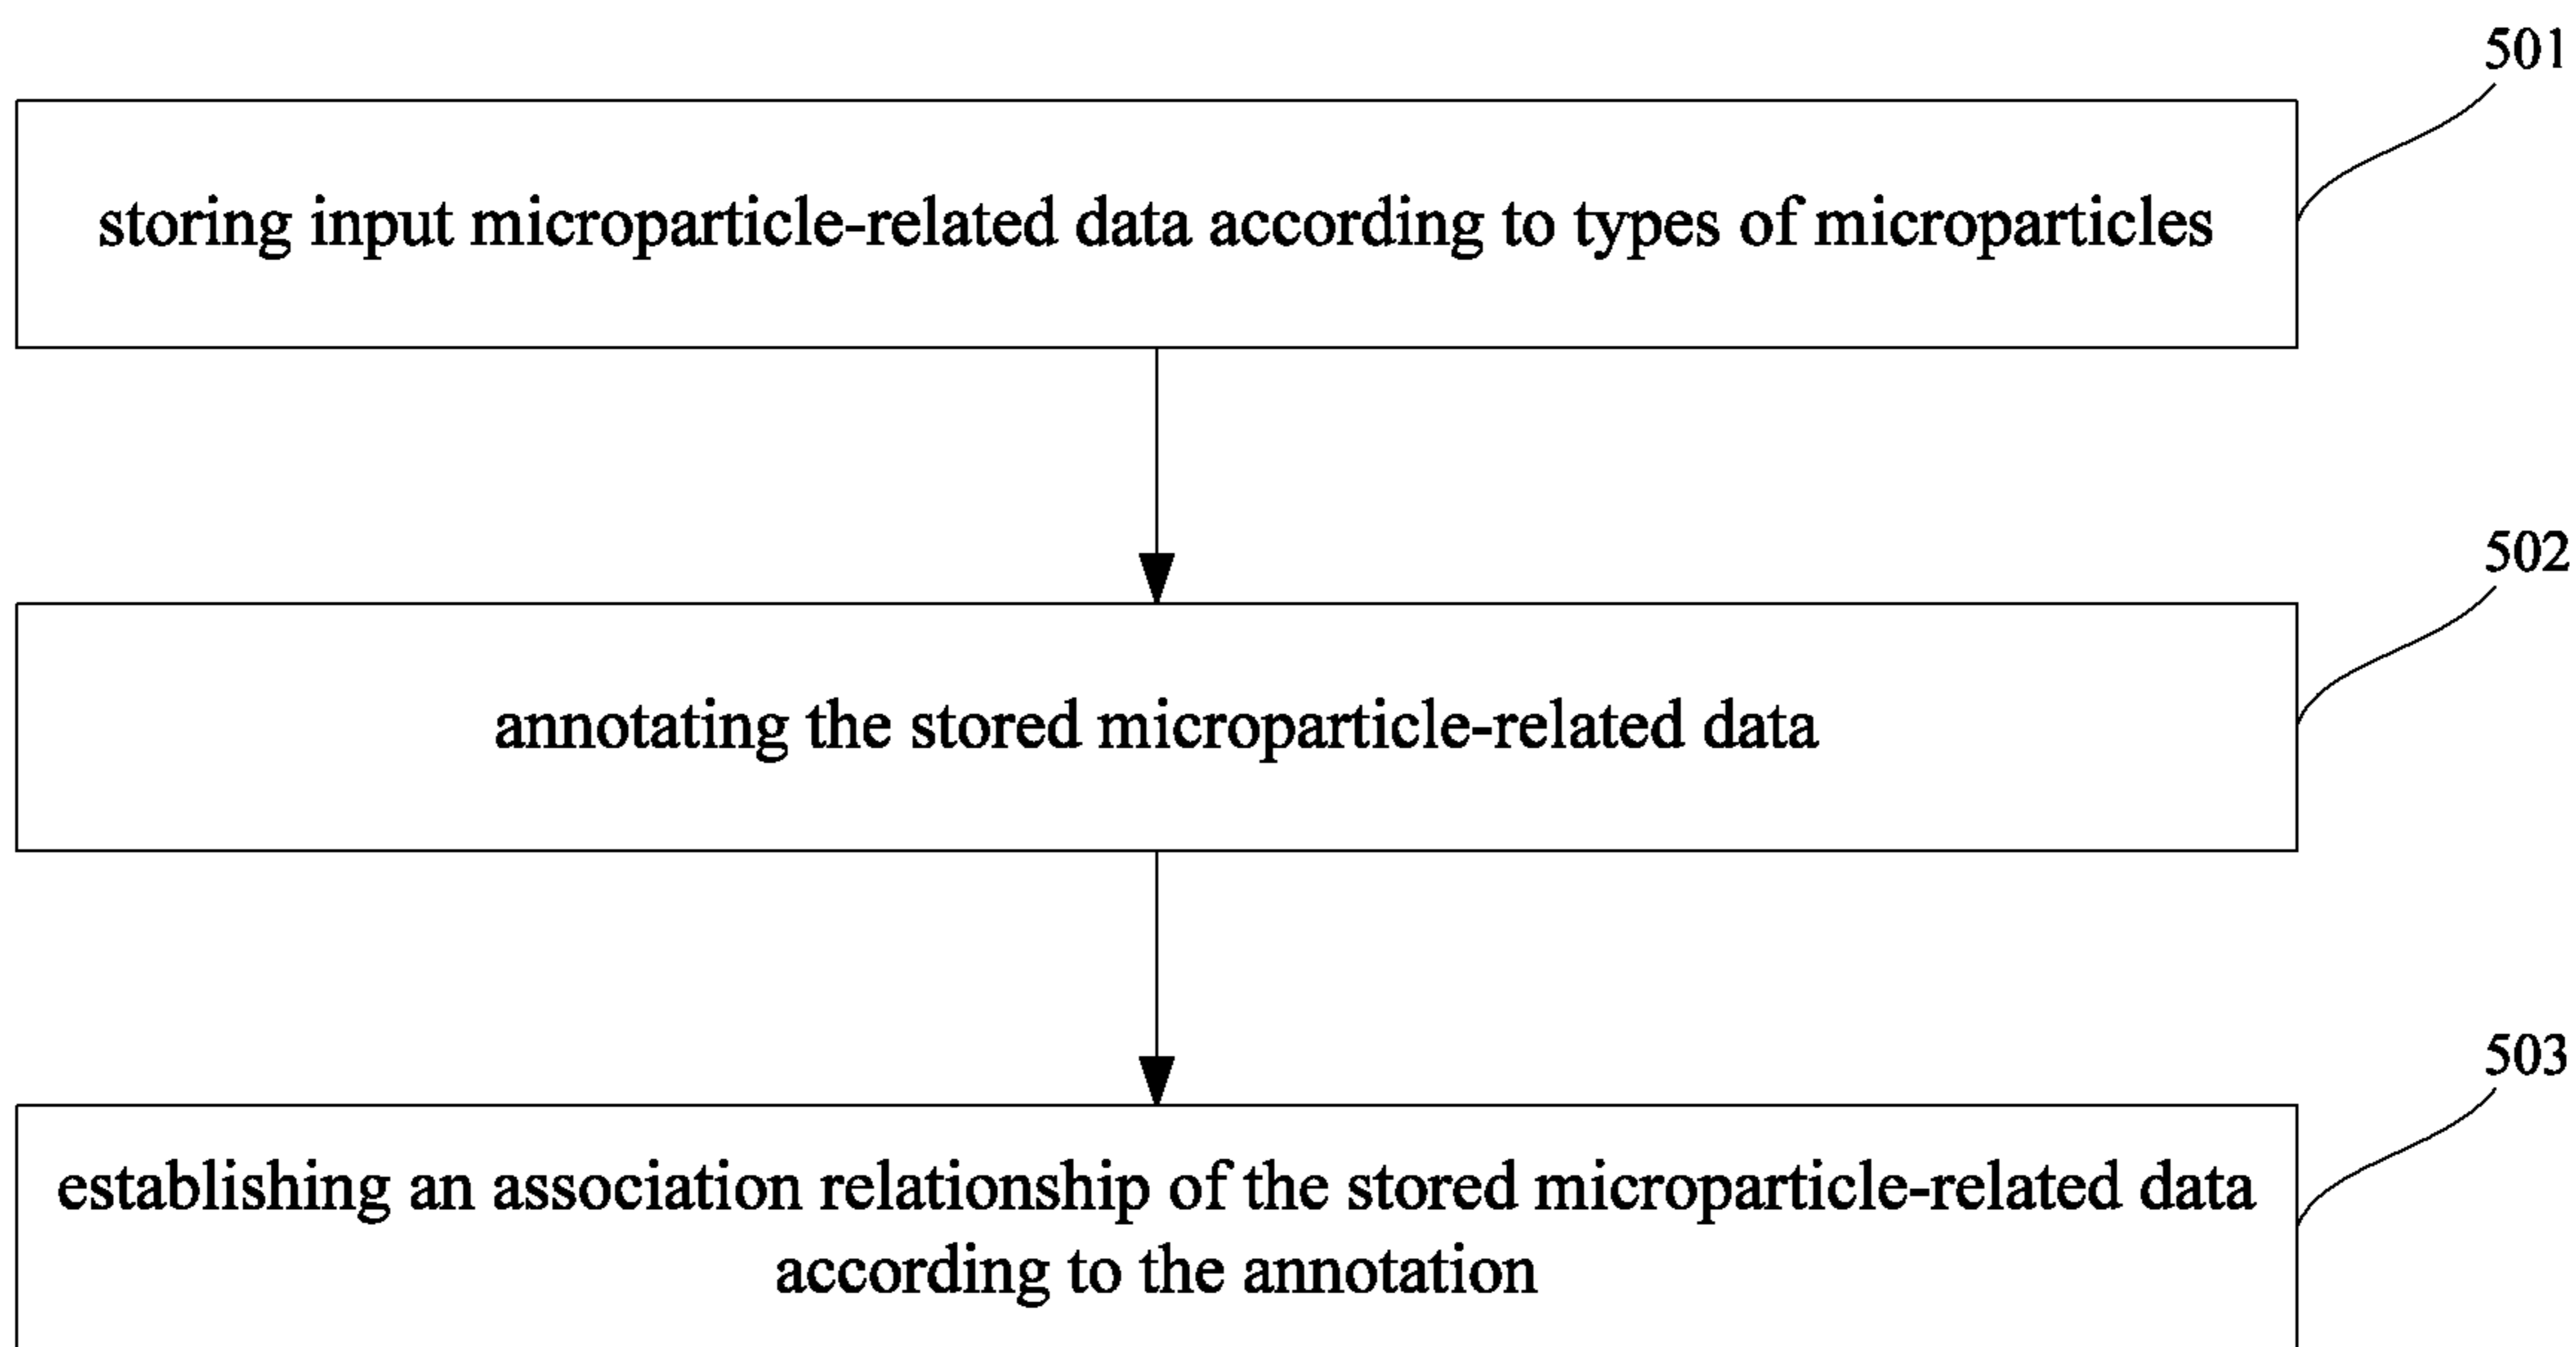 501
storing input microparticle-related data according to types of microparticles
502
annotating the stored microparticle-related data
503
establishing an association relationship of the stored microparticle-related data
according to the annotation